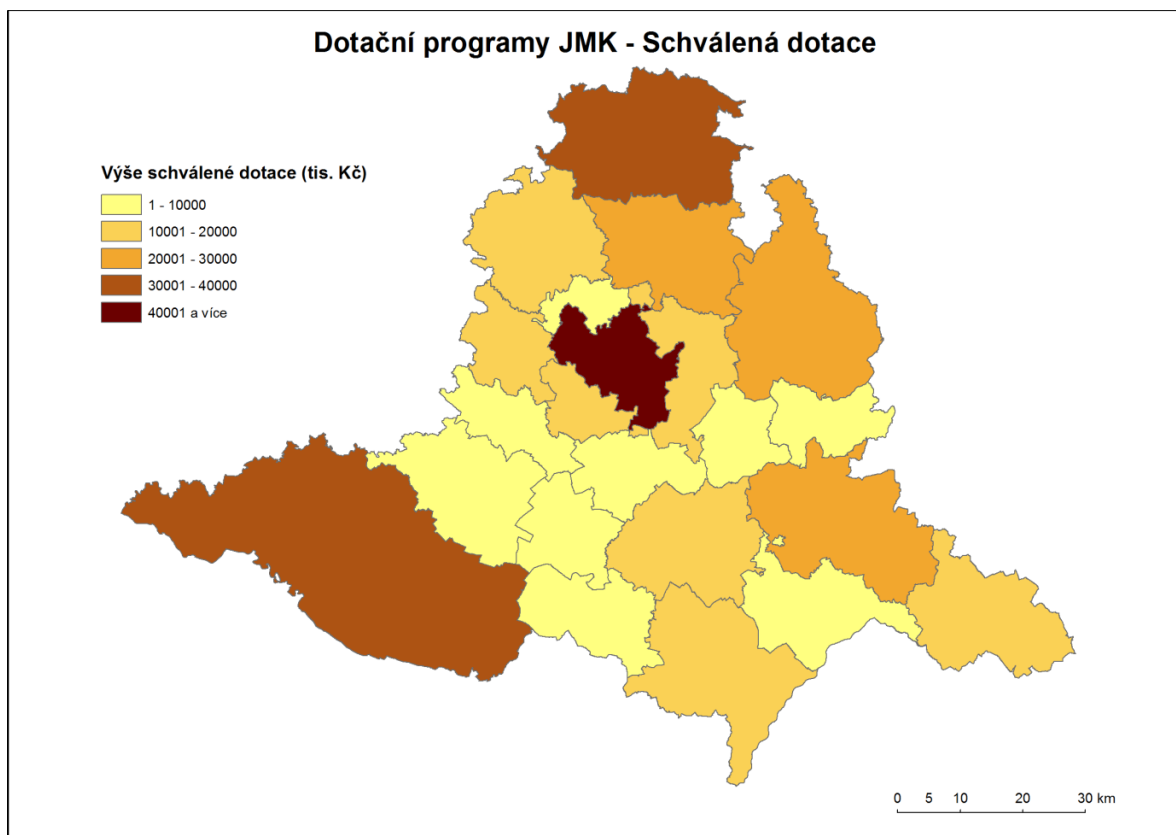 Dotační programy JMK - Schválená dotace
Výše schválené dotace (tis. Kč)
1 - 10000
10001 - 20000
20001 - 30000
30001 - 40000
40001 a více
0 5 10 20 30 km